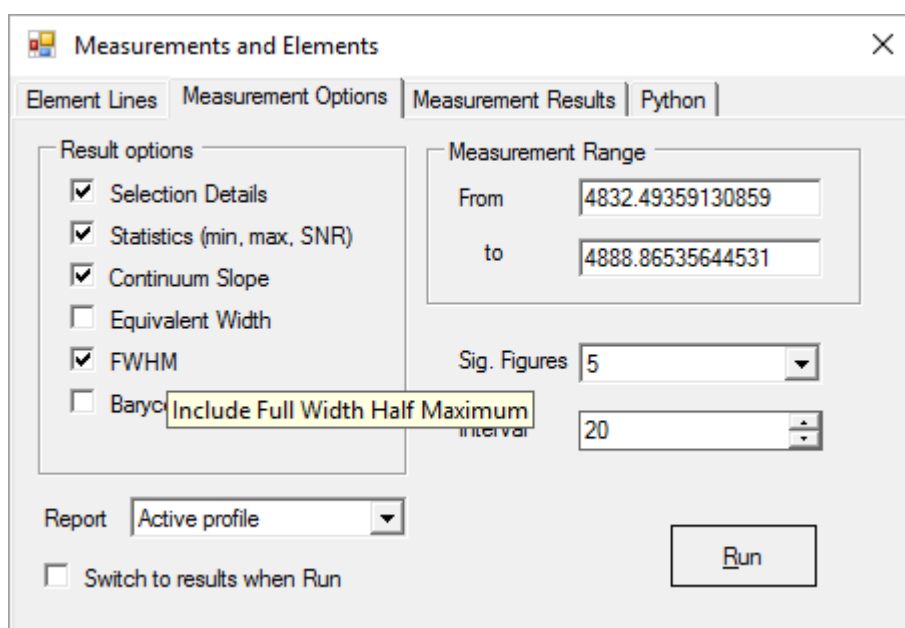 Measurements and Elements
Element Lines Measurement Options Measurement Results Python
Result options
Selection Details
Statistics (min, max, SNR)
Continuum Slope
Equivalent Width
FWHM
Include Full Width Half Maximum
Report Active profile
Switch to results when Run
Measurement Range
From 4832.49359130859
to 4888.86535644531
Sig. Figures 5
Interval 20
Run